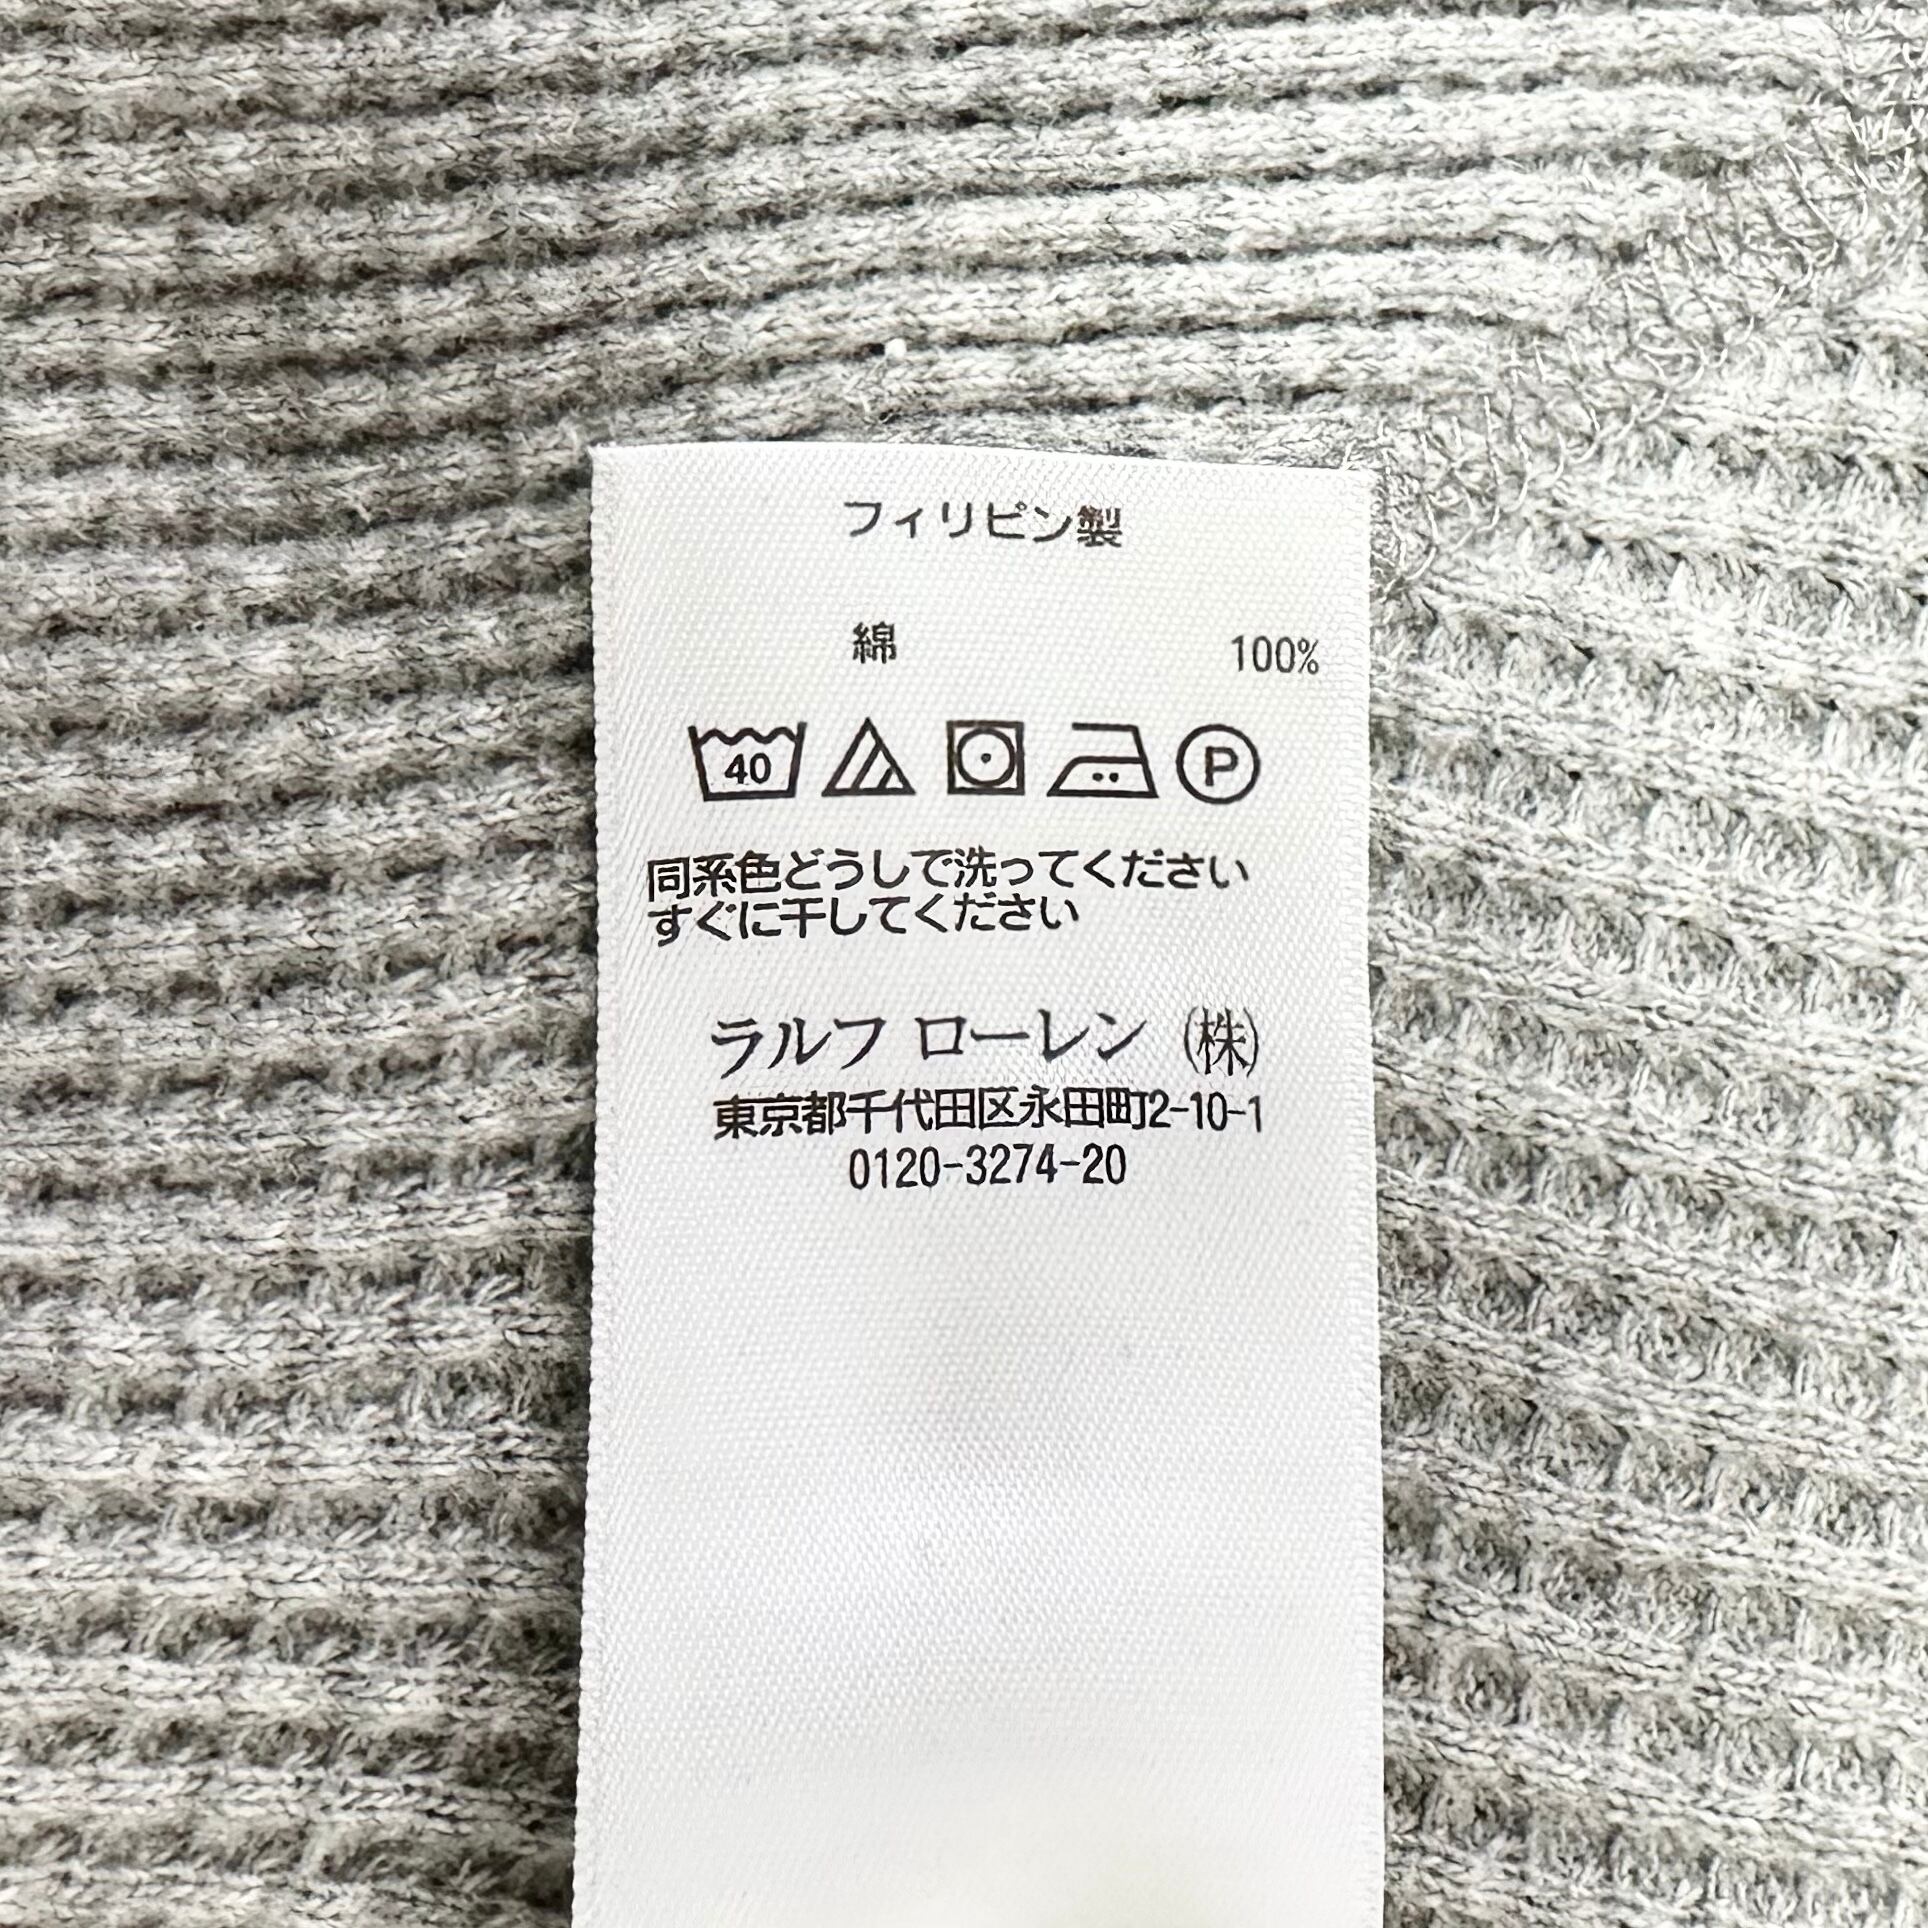 フィリピン製
綿 100%
40 P
同系色どうしで洗ってください
すぐに干してください
ラルフ ローレン (株)
東京都千代田区永田町2-10-1
0120-3274-20